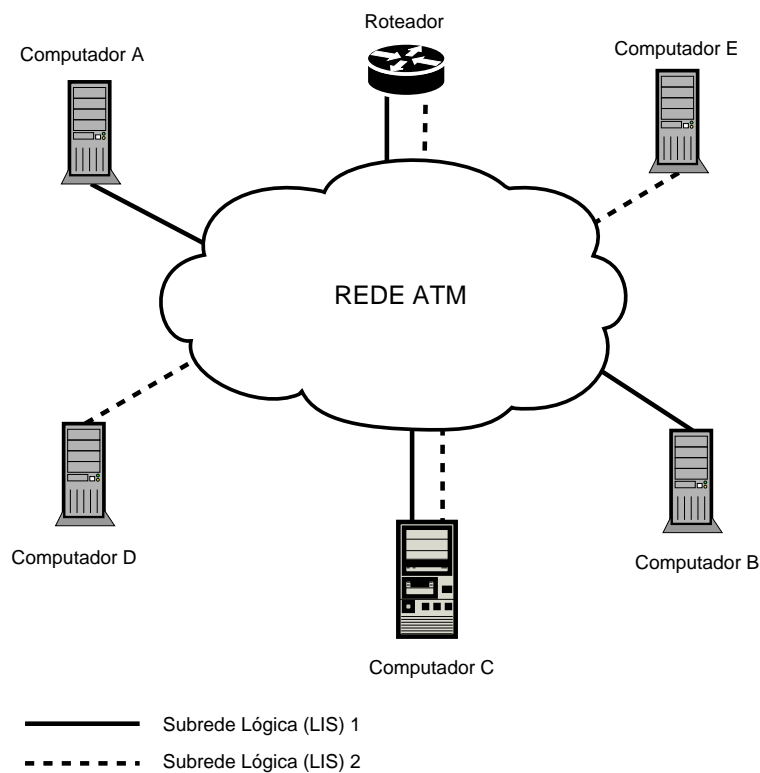 Roteador
Computador A
Computador E
REDE ATM
Computador D
Computador B
Computador C
Subrede Lógica (LIS) 1
Subrede Lógica (LIS) 2